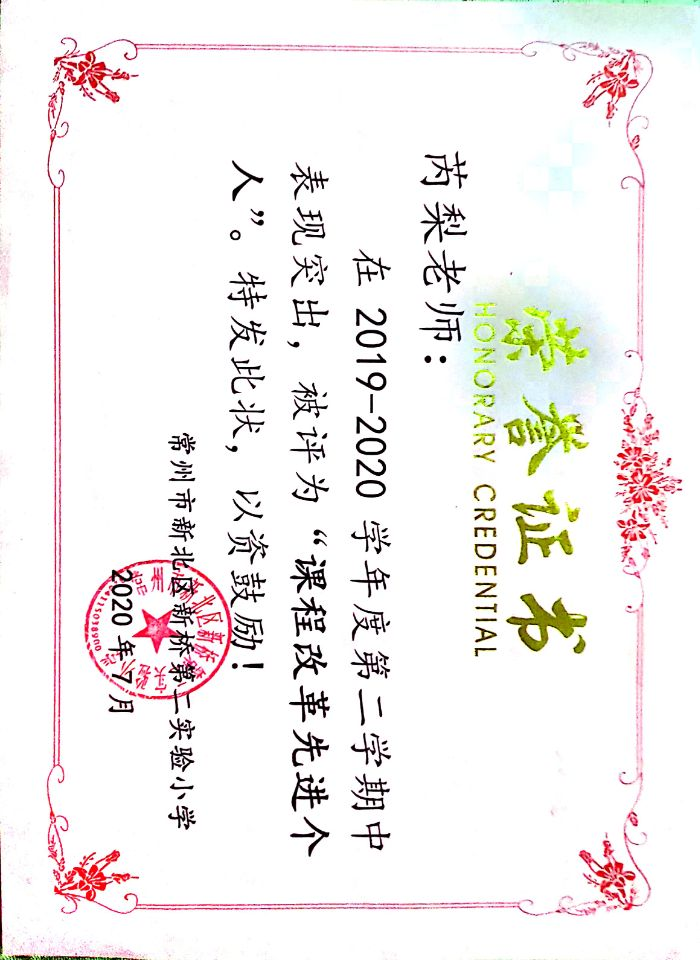 荣誉证书
HONORARY CREDENTIAL
芮梨老师：
在 2019-2020 学年度第二学期中
表现突出，被评为“课程改革先进个
人”。特发此状，以资鼓励！
常州市新北区新桥第二实验小学
2020 年 7 月